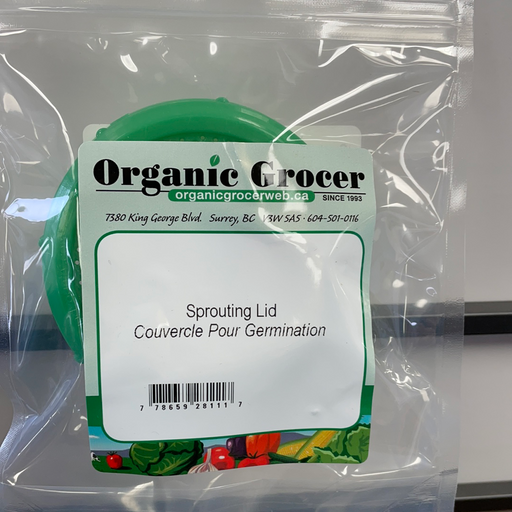 Organic Grocer
organicgrocerweb.ca
SINCE 1993
7380 King George Blvd. Surrey, BC V3W 5A5 · 604-501-0116
Sprouting Lid
Couvercle Pour Germination
7 78659 28111 7